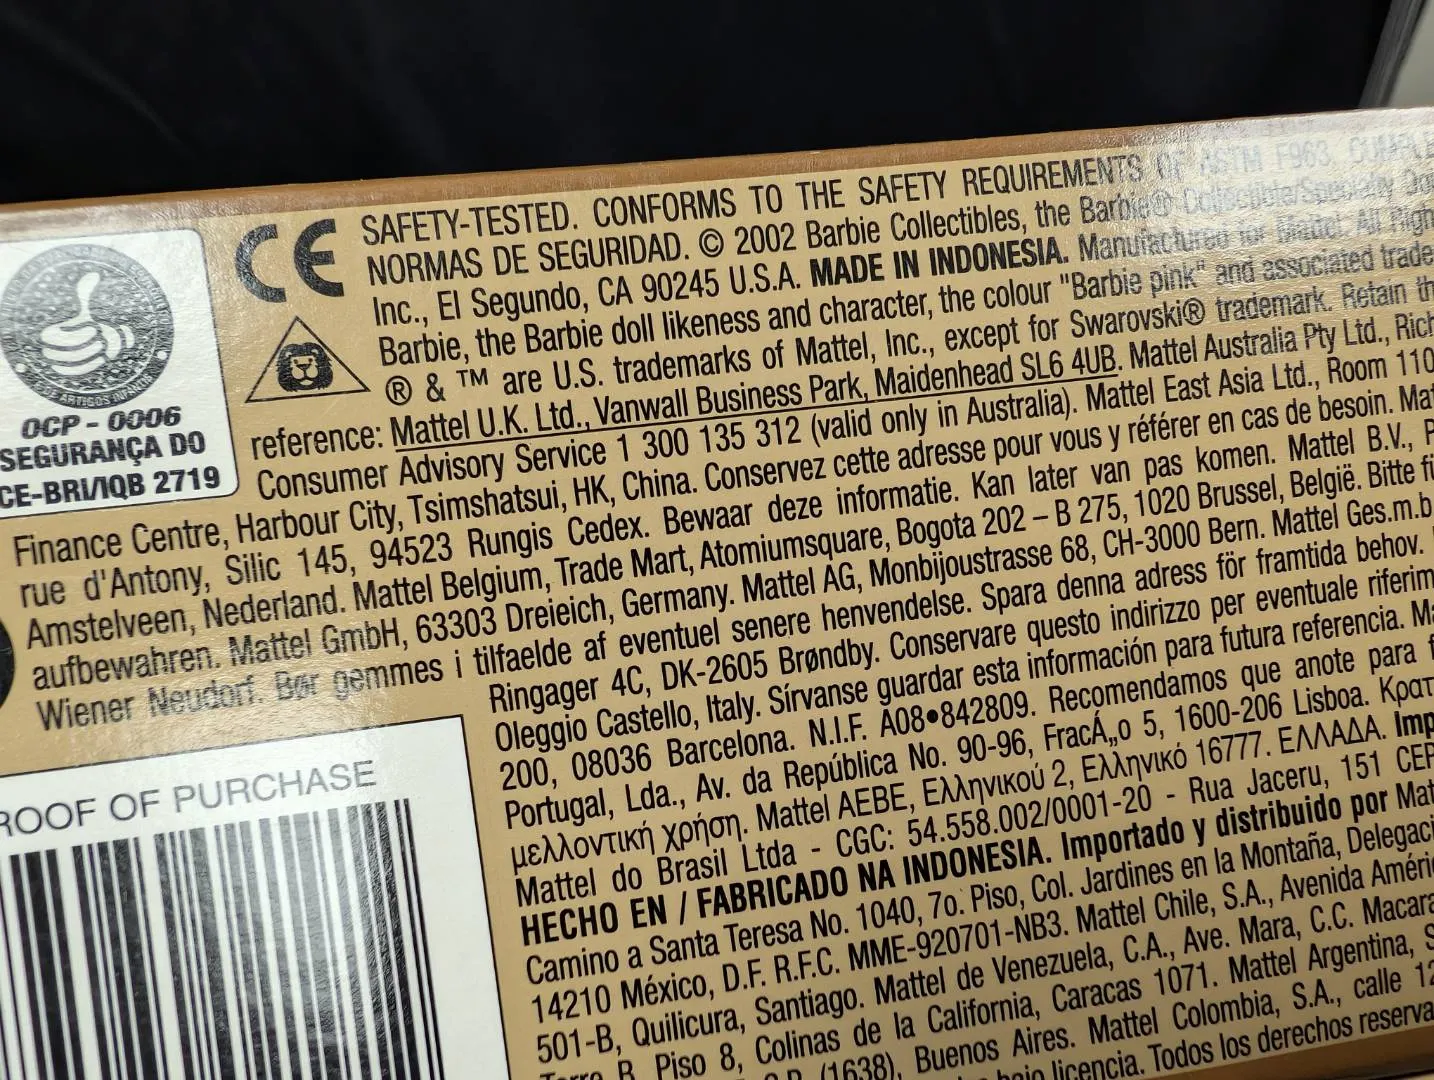 SAFETY-TESTED. CONFORMS TO THE SAFETY REQUIREMENTS OF ASTM F963.
NORMAS DE SEGURIDAD. © 2002 Barbie Collectibles, the Barbie® Collectible/Specialty
Inc., El Segundo, CA 90245 U.S.A. MADE IN INDONESIA. Manufactured for Mattel. All
Barbie, the Barbie doll likeness and character, the colour "Barbie pink" and associated trade
® & ™ are U.S. trademarks of Mattel, Inc., except for Swarovski® trademark. Retain
reference: Mattel U.K. Ltd., Vanwall Business Park, Maidenhead SL6 4UB. Mattel Australia Pty Ltd., Rich
Consumer Advisory Service 1 300 135 312 (valid only in Australia). Mattel East Asia Ltd., Room 110
Finance Centre, Harbour City, Tsimshatsui, HK, China. Conservez cette adresse pour vous y référer en cas de besoin. Mat
rue d'Antony, Silic 145, 94523 Rungis Cedex. Bewaar deze informatie. Kan later van pas komen. Mattel B.V.,
Amstelveen, Nederland. Mattel Belgium, Trade Mart, Atomiumsquare, Bogota 202 – B 275, 1020 Brussel, België. Bitte
aufbewahren. Mattel GmbH, 63303 Dreieich, Germany. Mattel AG, Monbijoustrasse 68, CH-3000 Bern. Mattel Ges.m.b
Wiener Neudorf. Bør gemmes i tilfaelde af eventuel senere henvendelse. Spara denna adress för framtida behov.
Ringager 4C, DK-2605 Brøndby. Conservare questo indirizzo per eventuale riferim
Oleggio Castello, Italy. Sírvanse guardar esta información para futura referencia.
200, 08036 Barcelona. N.I.F. A08•842809. Recomendamos que anote para
Portugal, Lda., Av. da República No. 90-96, FracÁ„o 5, 1600-206 Lisboa. Κρατ
μελλοντική χρήση. Mattel AEBE, Ελληνικού 2, Ελληνικό 16777. ΕΛΛΑΔΑ. Imp
Mattel do Brasil Ltda - CGC: 54.558.002/0001-20 - Rua Jaceru, 151 CEP
HECHO EN / FABRICADO NA INDONESIA. Importado y distribuido por Mat
Camino a Santa Teresa No. 1040, 7o. Piso, Col. Jardines en la Montaña, Delegaci
14210 México, D.F. R.F.C. MME-920701-NB3. Mattel Chile, S.A., Avenida Améri
501-B, Quilicura, Santiago. Mattel de Venezuela, C.A., Ave. Mara, C.C. Macara
B, Piso 8, Colinas de la California, Caracas 1071. Mattel Argentina,
(1638), Buenos Aires. Mattel Colombia, S.A., calle 12
bajo licencia. Todos los derechos reserva
CE
ARTIGOS
OCP - 0006
SEGURANÇA DO
CE-BRI/IQB 2719
ROOF OF PURCHASE